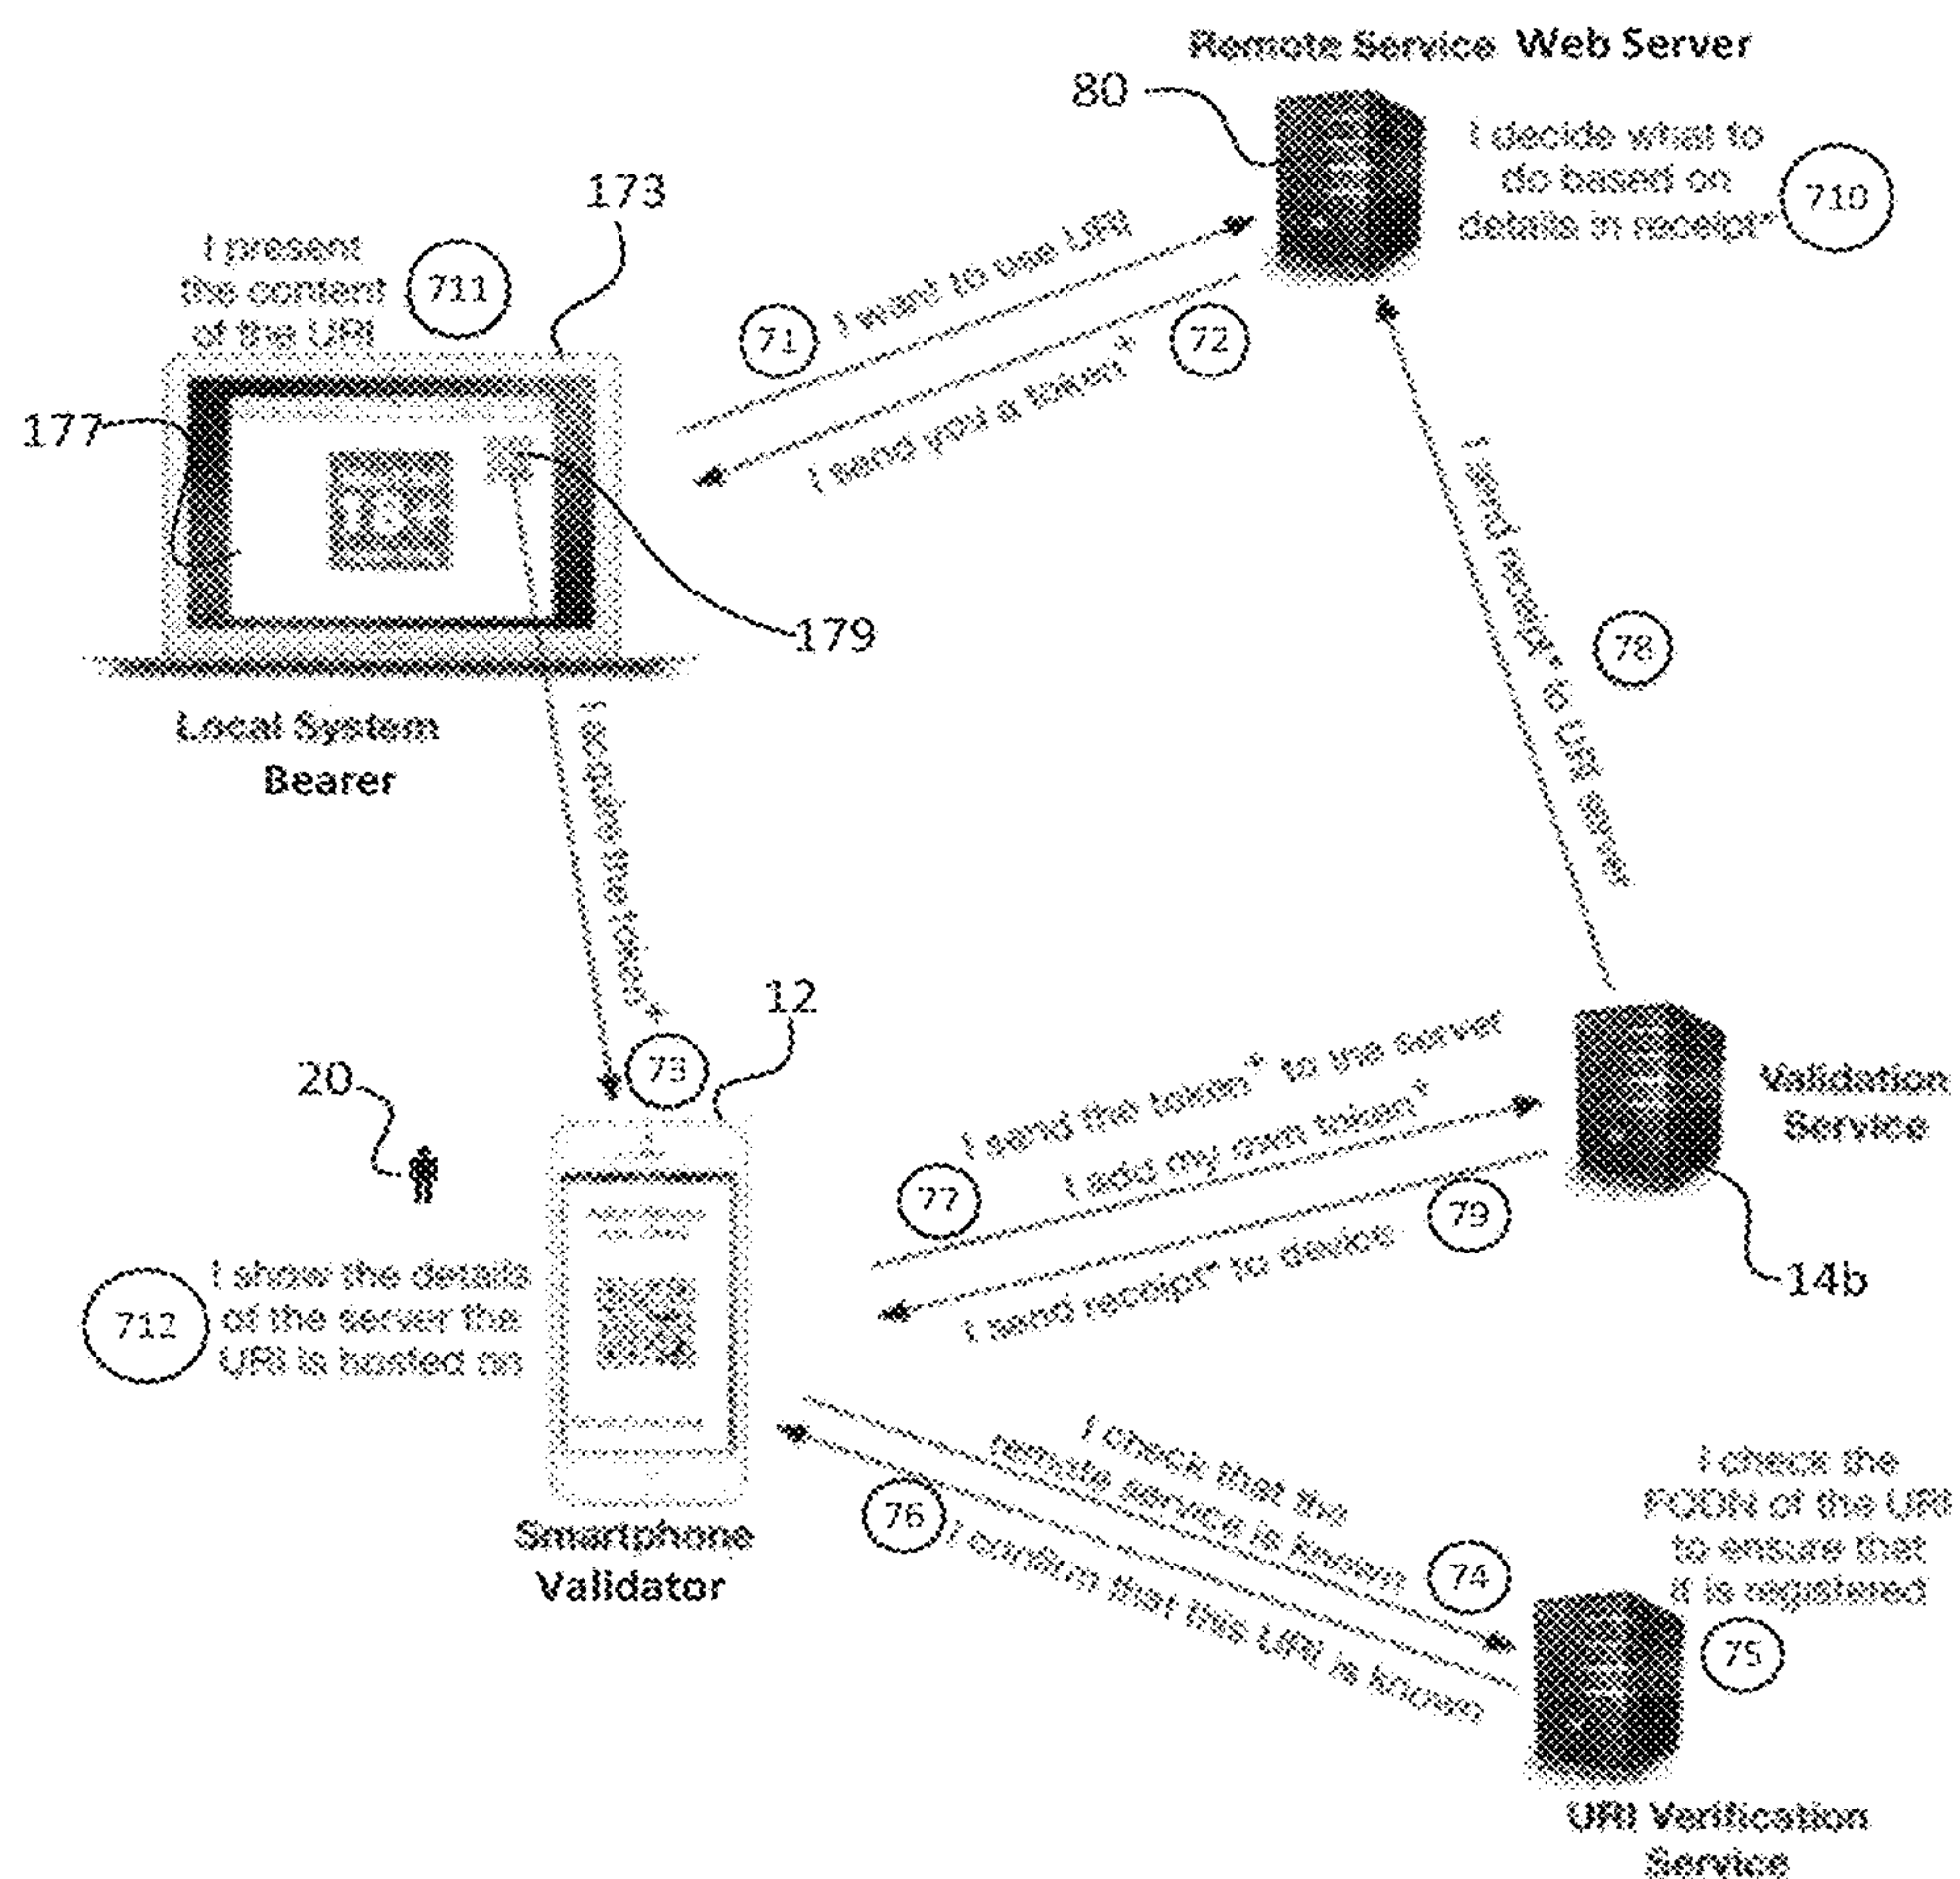 Remote Service Web Server
80
I decide what to
do based on
details in receipt*
710
173
I present
the content
of the URI
711
177
71
I want to use URI
72
I send you a token*
179
Local System
Bearer
I capture the token*
73
I send receipt* to URI server
78
12
20
712
I show the details
of the server the
URI is hosted on
Smartphone
Validator
I send the token* to the server
I add my own token*
77
79
I send receipt* to device
Validation
Service
14b
I check that the
remote service is known
74
76
I confirm that this URI is known
I check the
FQDN of the URI
to ensure that
it is registered
75
URI Verification
Service